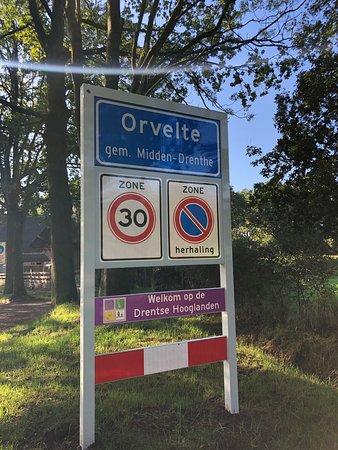 Orvelte
gem. Midden-Drenthe
ZONE
30
ZONE
herhaling
Welkom op de
Drentse Hooglanden